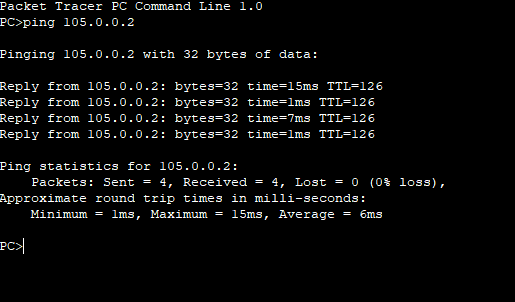 Packet Tracer PC Command Line 1.0
PC>ping 105.0.0.2
Pinging 105.0.0.2 with 32 bytes of data:
Reply from 105.0.0.2: bytes=32 time=15ms TTL=126
Reply from 105.0.0.2: bytes=32 time=1ms TTL=126
Reply from 105.0.0.2: bytes=32 time=7ms TTL=126
Reply from 105.0.0.2: bytes=32 time=1ms TTL=126
Ping statistics for 105.0.0.2:
    Packets: Sent = 4, Received = 4, Lost = 0 (0% loss),
Approximate round trip times in milli-seconds:
    Minimum = 1ms, Maximum = 15ms, Average = 6ms
PC>